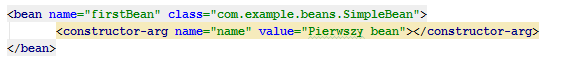 <bean name="firstBean" class="com.example.beans.SimpleBean">
<constructor-arg name="name" value="Pierwszy bean"></constructor-arg>
</bean>